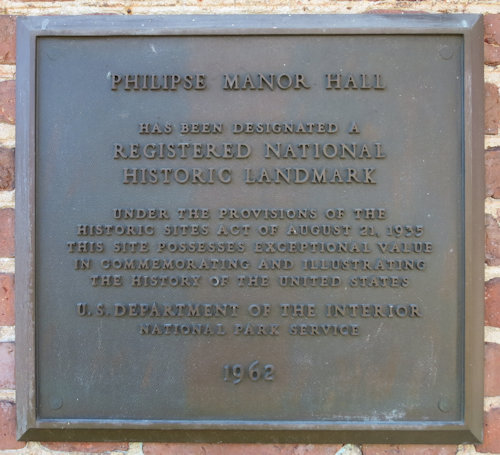 PHILIPSE MANOR HALL
HAS BEEN DESIGNATED A
REGISTERED NATIONAL
HISTORIC LANDMARK
UNDER THE PROVISIONS OF THE
HISTORIC SITES ACT OF AUGUST 21, 1935
THIS SITE POSSESSES EXCEPTIONAL VALUE
IN COMMEMORATING AND ILLUSTRATING
THE HISTORY OF THE UNITED STATES
U.S. DEPARTMENT OF THE INTERIOR
NATIONAL PARK SERVICE
1962